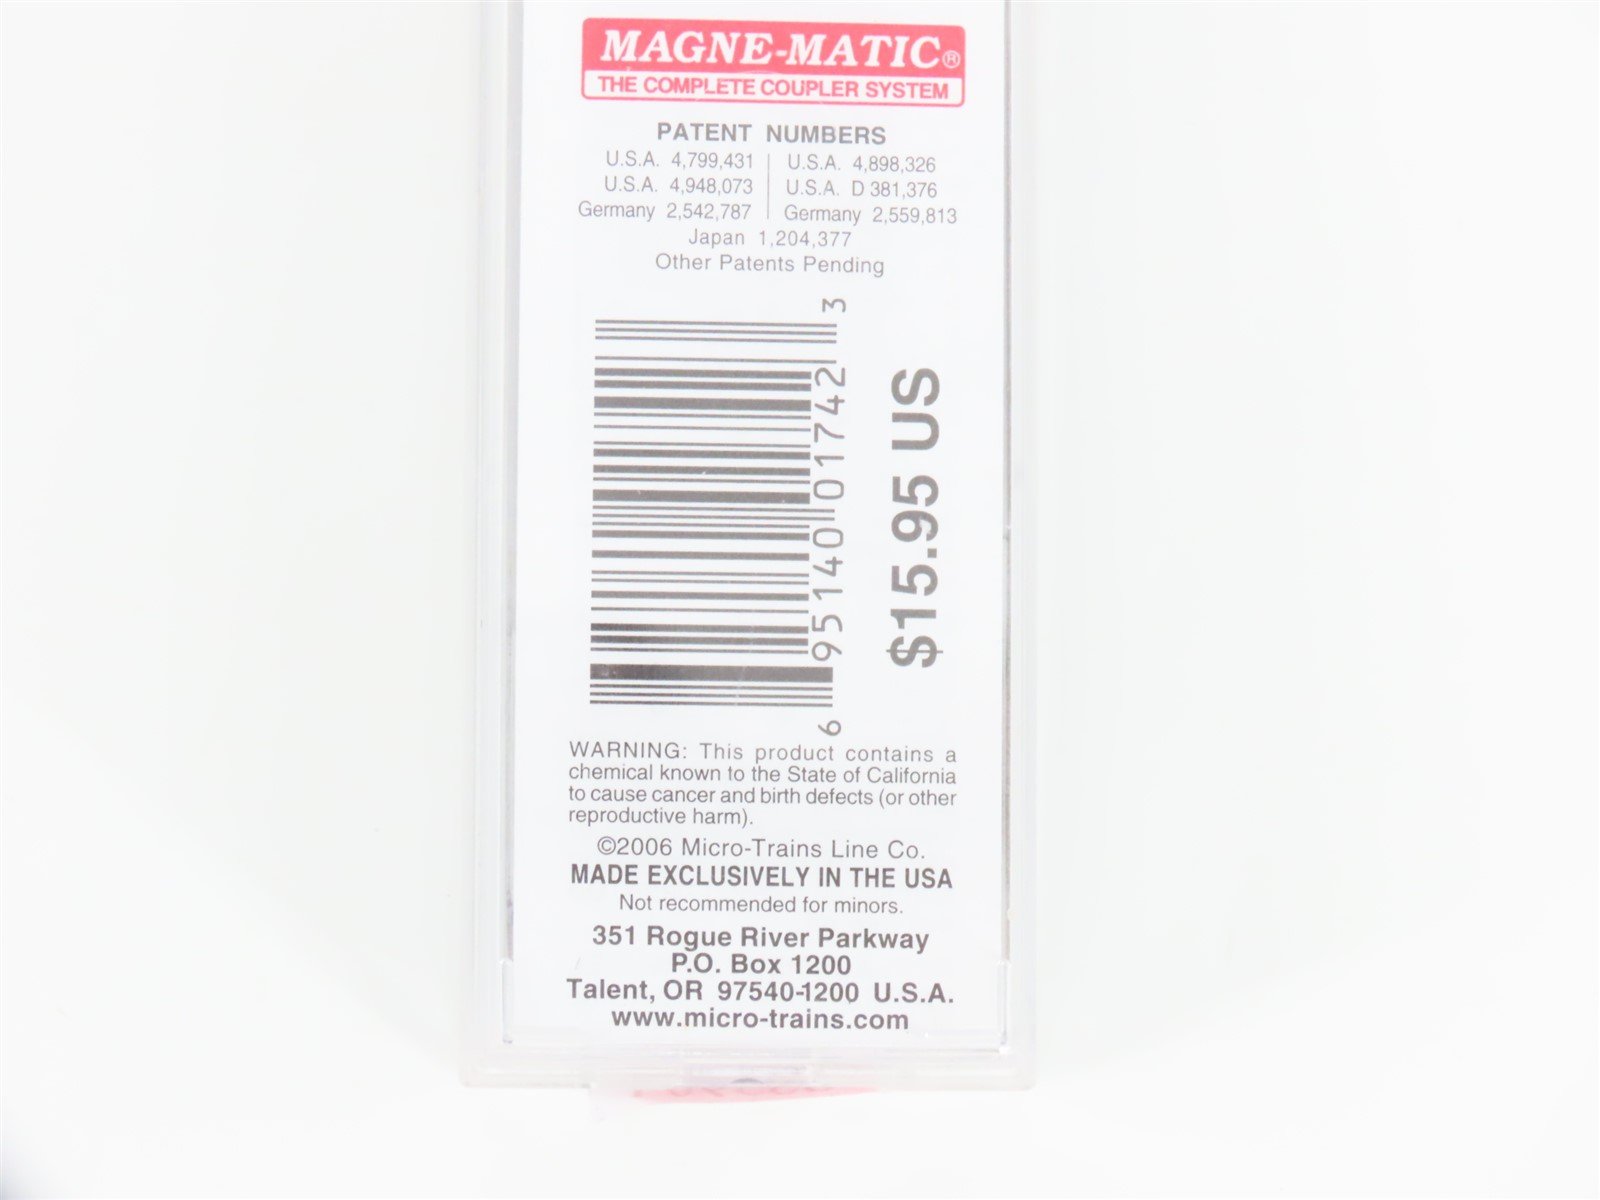 MAGNE-MATIC®
THE COMPLETE COUPLER SYSTEM
PATENT NUMBERS
U.S.A. 4,799,431 | U.S.A. 4,898,326
U.S.A. 4,948,073 | U.S.A. D 381,376
Germany 2,542,787 | Germany 2,559,813
Japan 1,204,377
Other Patents Pending
6 95140 01742 3
$15.95 US
WARNING: This product contains a
chemical known to the State of California
to cause cancer and birth defects (or other
reproductive harm).
©2006 Micro-Trains Line Co.
MADE EXCLUSIVELY IN THE USA
Not recommended for minors.
351 Rogue River Parkway
P.O. Box 1200
Talent, OR 97540-1200 U.S.A.
www.micro-trains.com